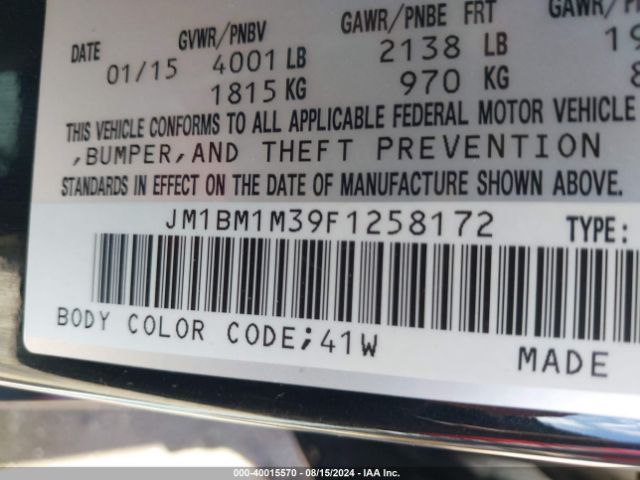 DATE GVWR/PNBV GAWR/PNBE FRT GAWR/
01/15 4001 LB 2138 LB 19
1815 KG 970 KG
THIS VEHICLE CONFORMS TO ALL APPLICABLE FEDERAL MOTOR VEHICLE
,BUMPER,AND THEFT PREVENTION
STANDARDS IN EFFECT ON THE DATE OF MANUFACTURE SHOWN ABOVE.
JM1BM1M39F1258172 TYPE:
BODY COLOR CODE;41W
MADE
000-40015570 - 08/15/2024 - IAA Inc.